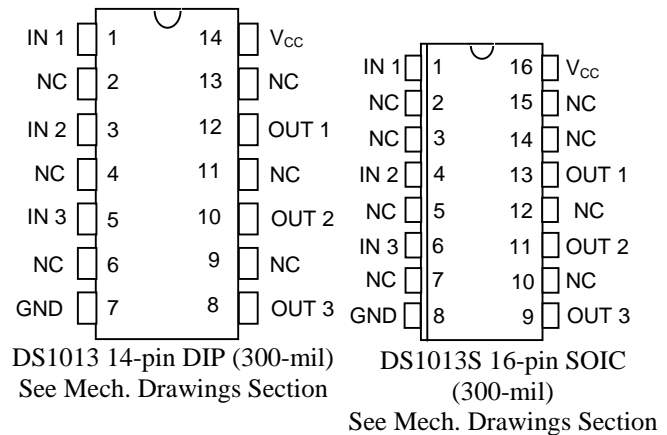 IN 1 1 14 VCC
NC 2 13 NC
IN 2 3 12 OUT 1
NC 4 11 NC
IN 3 5 10 OUT 2
NC 6 9 NC
GND 7 8 OUT 3
DS1013 14-pin DIP (300-mil)
See Mech. Drawings Section
IN 1 1 16 VCC
NC 2 15 NC
NC 3 14 NC
IN 2 4 13 OUT 1
NC 5 12 NC
IN 3 6 11 OUT 2
NC 7 10 NC
GND 8 9 OUT 3
DS1013S 16-pin SOIC
(300-mil)
See Mech. Drawings Section